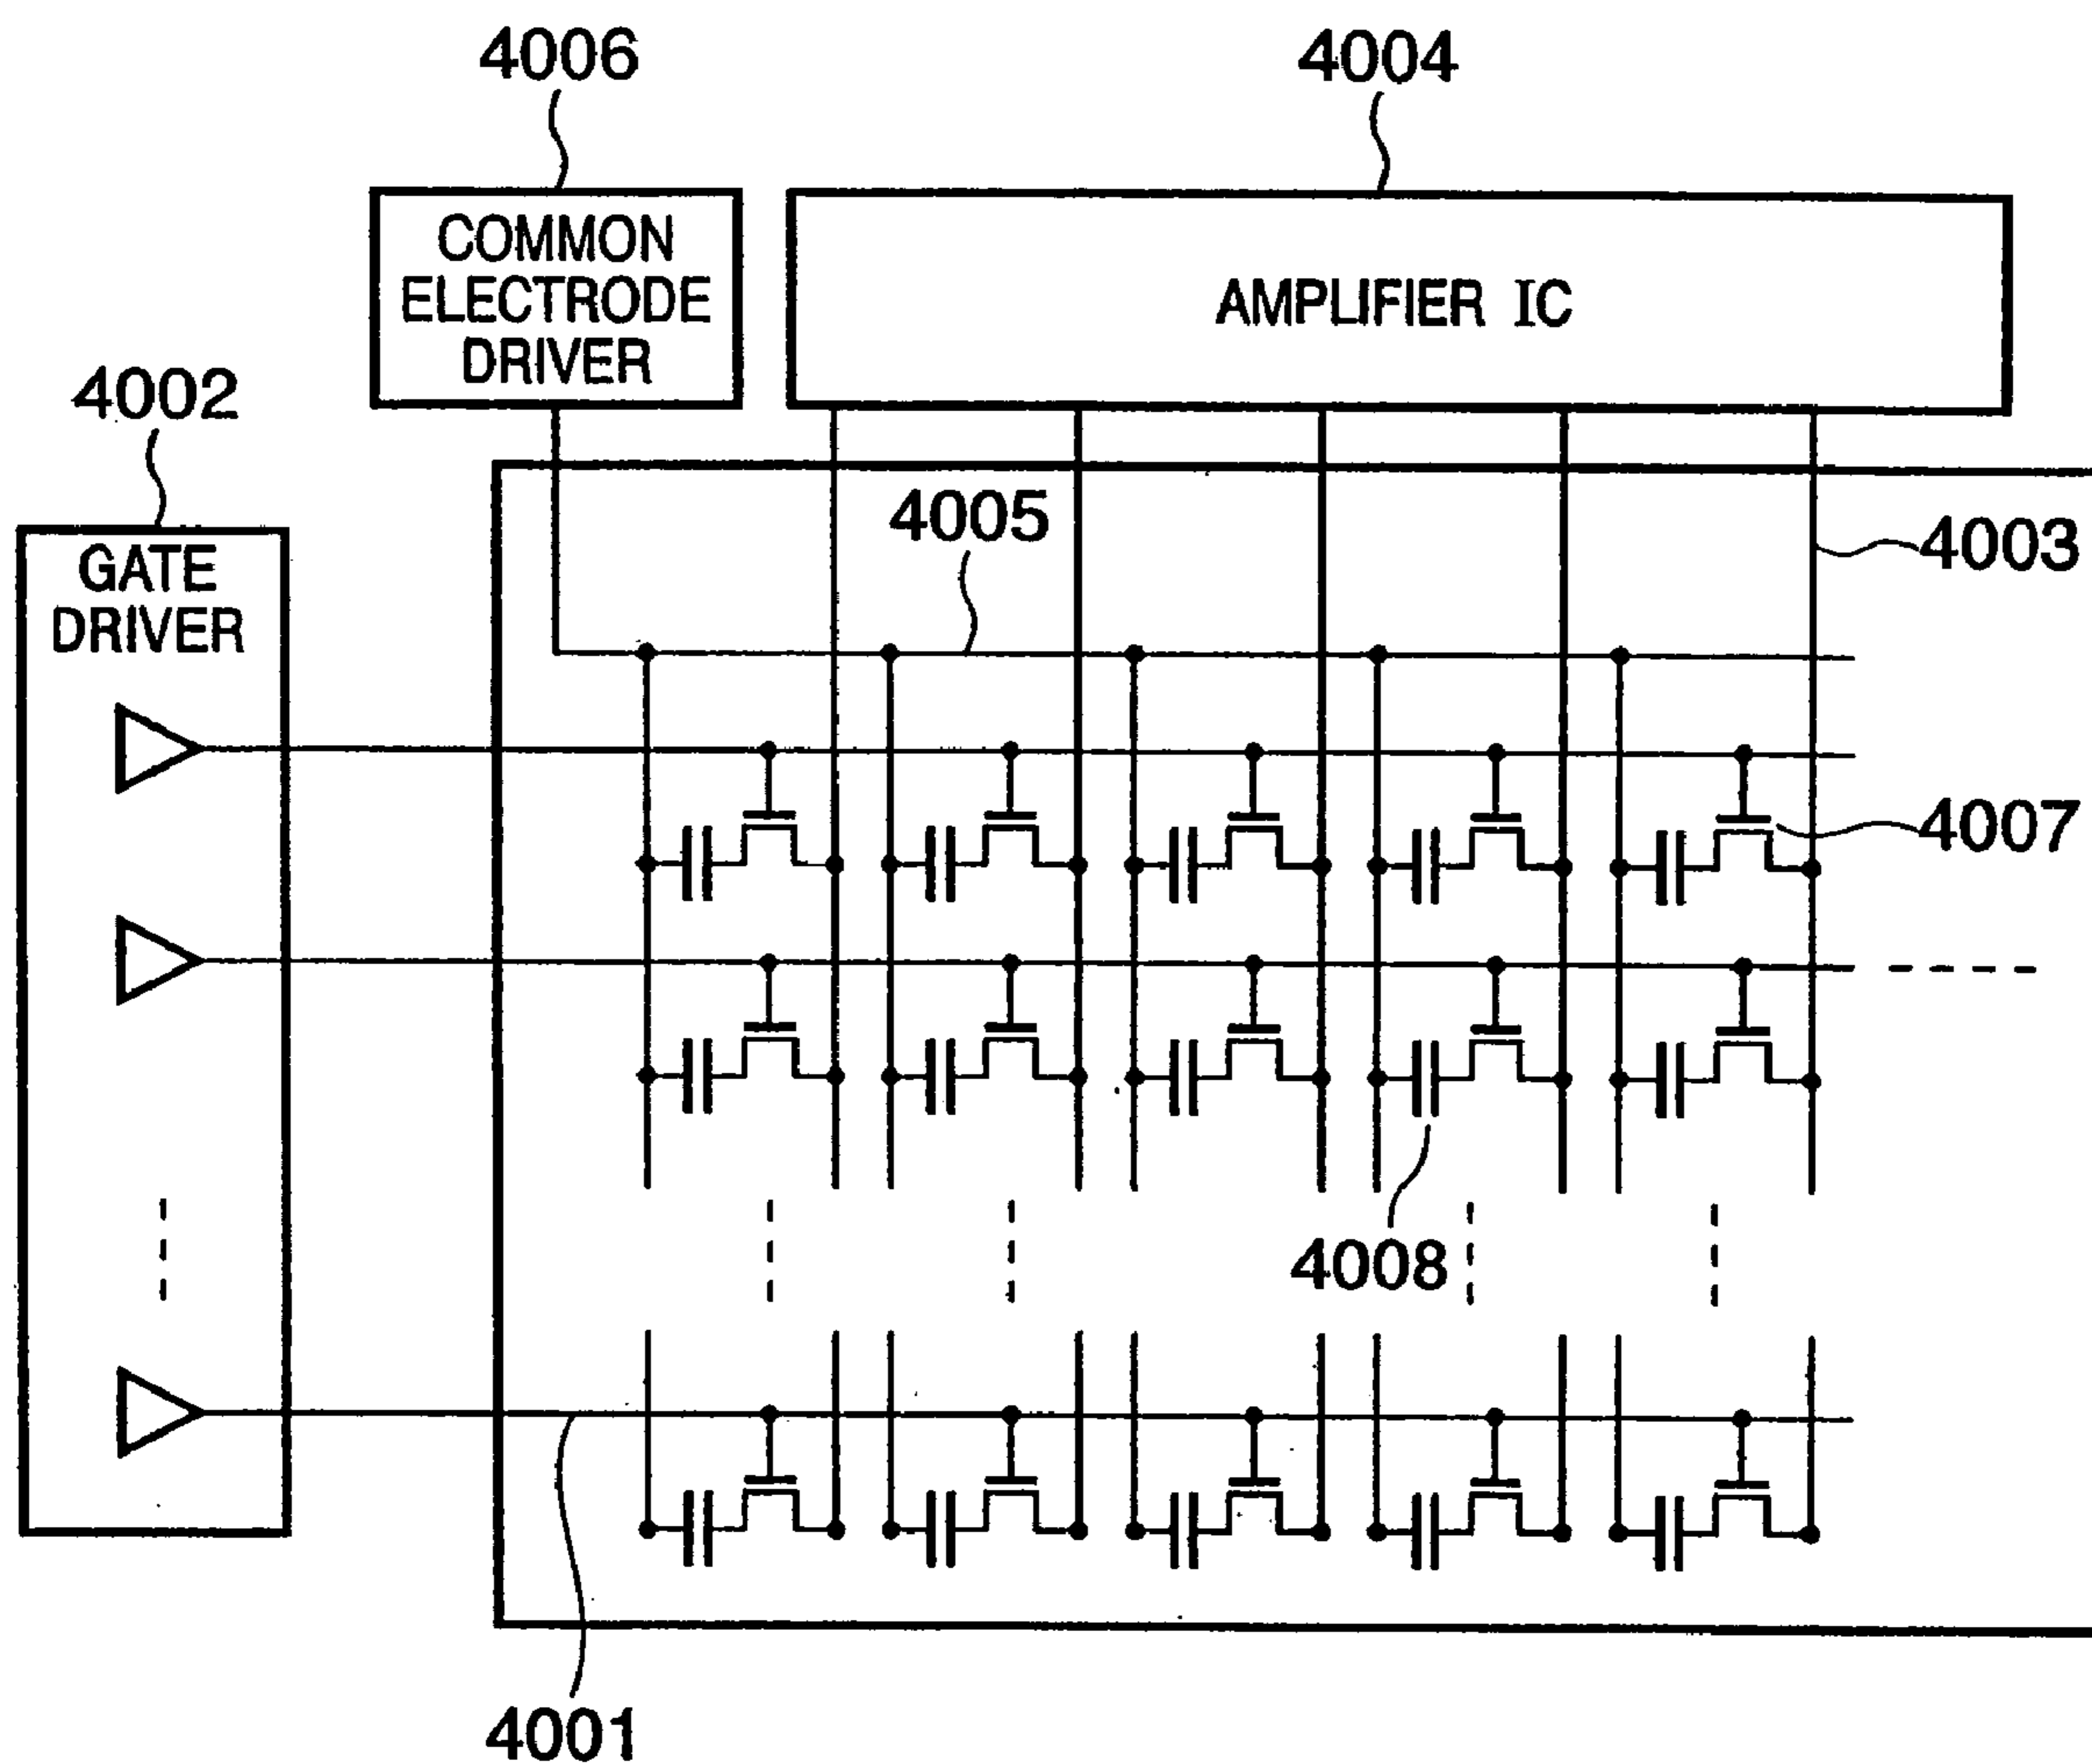 4006
4004
COMMON
ELECTRODE
DRIVER
AMPLIFIER IC
4002
4005
4003
GATE
DRIVER
4007
4008
4001